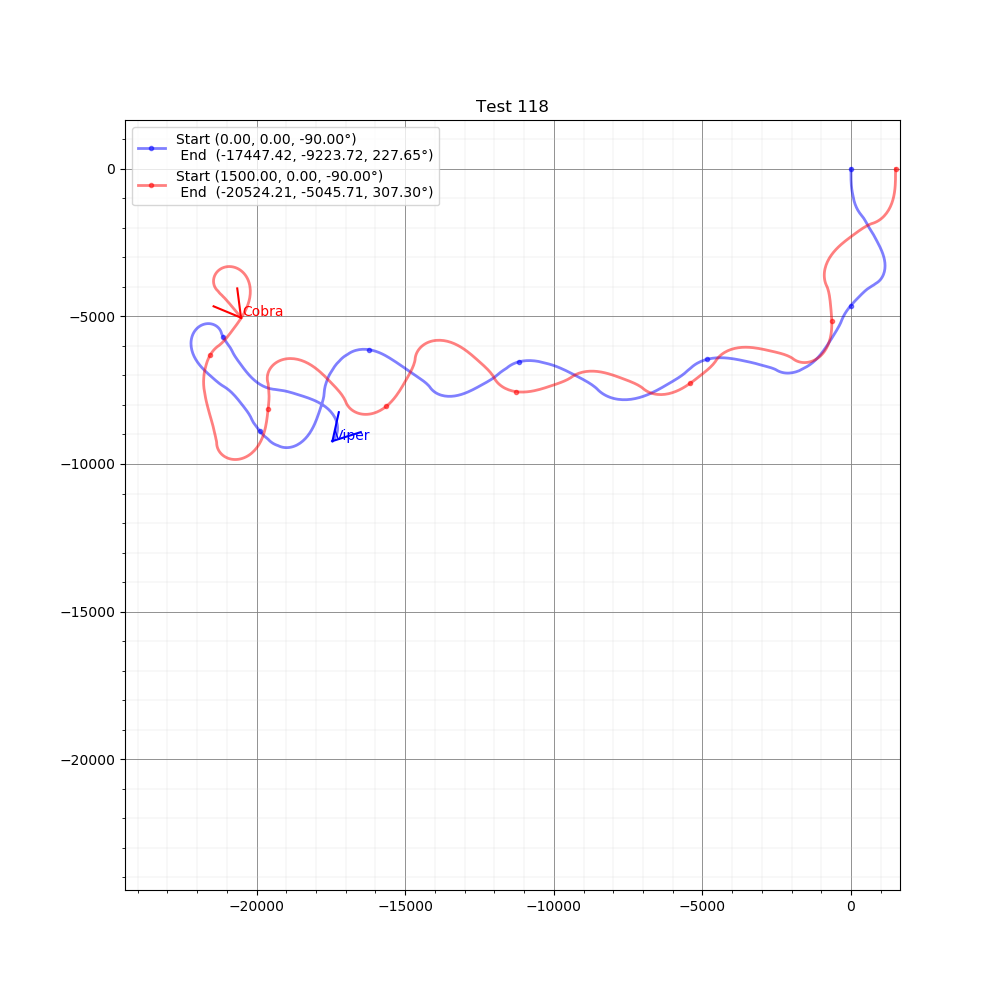 Test 118
Start (0.00, 0.00, -90.00°)
End  (-17447.42, -9223.72, 227.65°)
Start (1500.00, 0.00, -90.00°)
End  (-20524.21, -5045.71, 307.30°)
0
−5000
−10000
−15000
−20000
Cobra
Viper
−20000
−15000
−10000
−5000
0